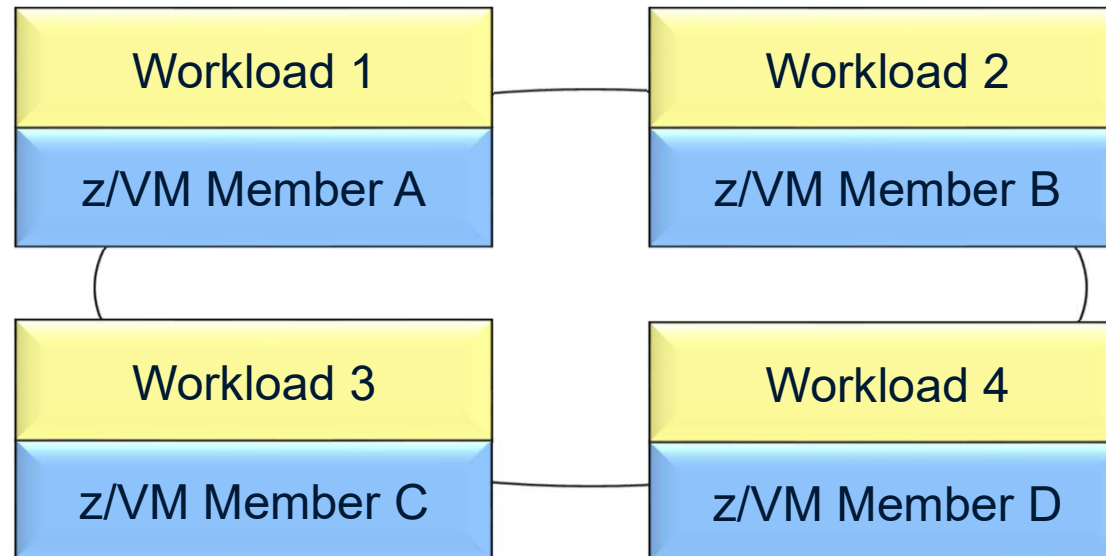 Workload 1
Workload 2
z/VM Member A
z/VM Member B
Workload 3
Workload 4
z/VM Member C
z/VM Member D